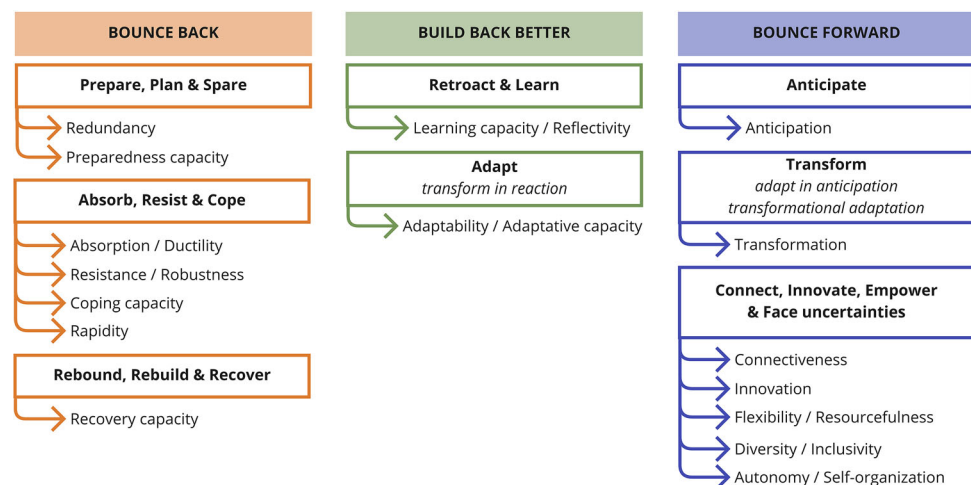 BOUNCE BACK
Prepare, Plan & Spare
Redundancy
Preparedness capacity
Absorb, Resist & Cope
Absorption / Ductility
Resistance / Robustness
Coping capacity
Rapidity
Rebound, Rebuild & Recover
Recovery capacity
BUILD BACK BETTER
Retroact & Learn
Learning capacity / Reflectivity
Adapt
transform in reaction
Adaptability / Adaptative capacity
BOUNCE FORWARD
Anticipate
Anticipation
Transform
adapt in anticipation
transformational adaptation
Transformation
Connect, Innovate, Empower
& Face uncertainties
Connectiveness
Innovation
Flexibility / Resourcefulness
Diversity / Inclusivity
Autonomy / Self-organization